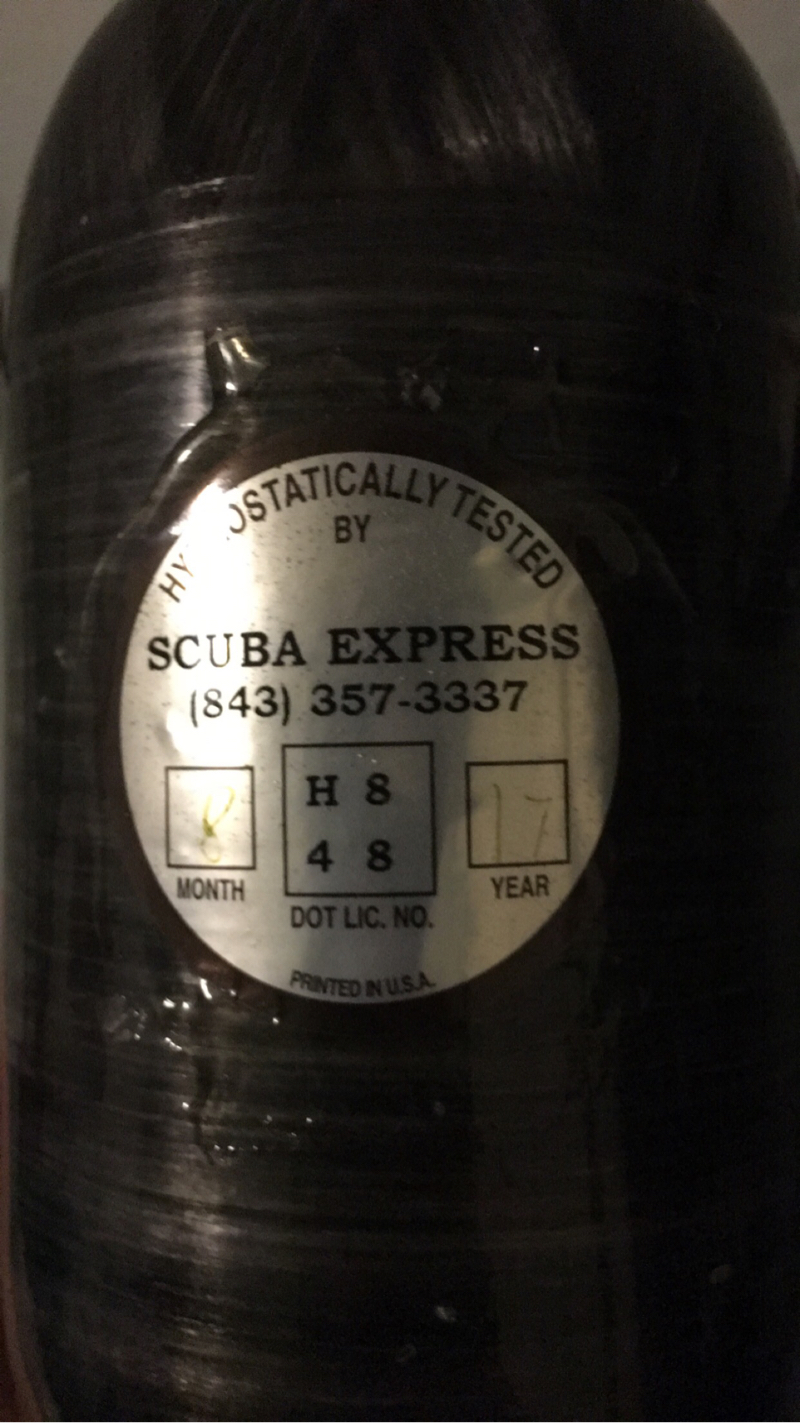 HYDROSTATICALLY TESTED
BY
SCUBA EXPRESS
(843) 357-3337
8 H 8 17
4 8
MONTH YEAR
DOT LIC. NO.
PRINTED IN U.S.A.